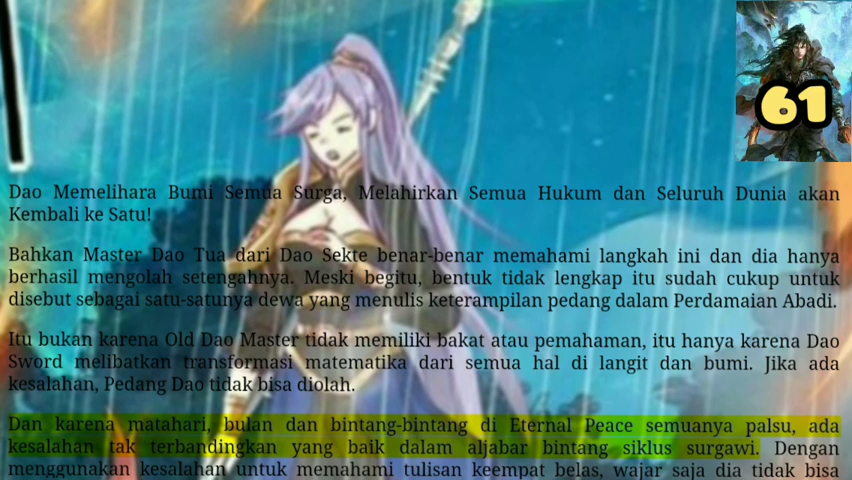 61
Dao Memelihara Bumi Semua Surga, Melahirkan Semua Hukum dan Seluruh Dunia akan
Kembali ke Satu!
Bahkan Master Dao Tua dari Dao Sekte benar-benar memahami langkah ini dan dia hanya
berhasil mengolah setengahnya. Meski begitu, bentuk tidak lengkap itu sudah cukup untuk
disebut sebagai satu-satunya dewa yang menulis keterampilan pedang dalam Perdamaian Abadi.
Itu bukan karena Old Dao Master tidak memiliki bakat atau pemahaman, itu hanya karena Dao
Sword melibatkan transformasi matematika dari semua hal di langit dan bumi. Jika ada
kesalahan, Pedang Dao tidak bisa diolah.
Dan karena matahari, bulan dan bintang-bintang di Eternal Peace semuanya palsu, ada
kesalahan tak terbandingkan yang baik dalam aljabar bintang siklus surgawi. Dengan
menggunakan kesalahan untuk memahami tulisan keempat belas, wajar saja dia tidak bisa